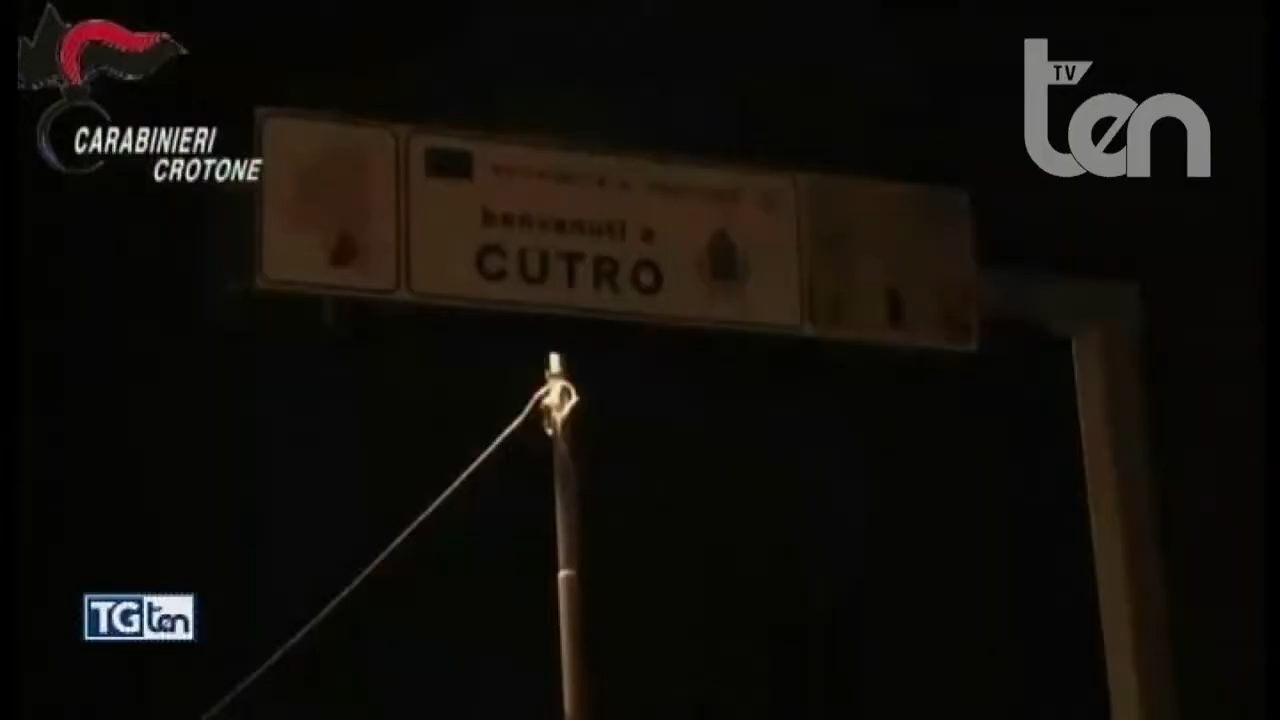 CARABINIERI
CROTONE
TV
ten
benvenuti a
CUTRO
TG ten